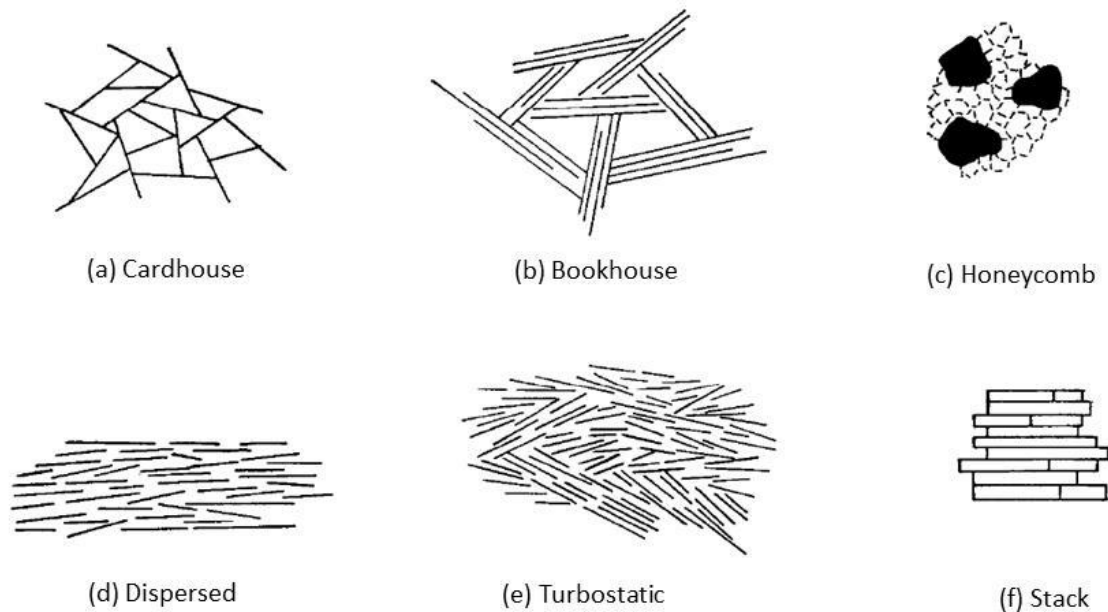 (a) Cardhouse
(b) Bookhouse
(c) Honeycomb
(d) Dispersed
(e) Turbostatic
(f) Stack